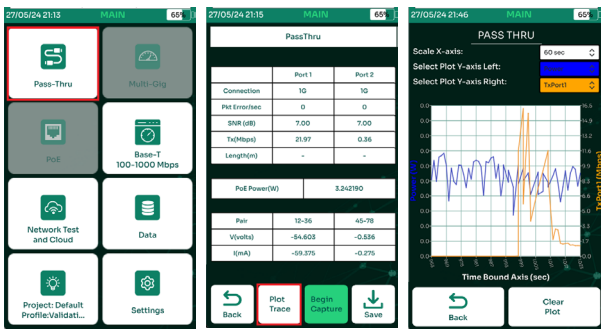 27/05/24 21:13 MAIN 65%
Pass-Thru
Multi-Gig
PoE
Base-T
100-1000 Mbps
Network Test
and Cloud
Data
Project: Default
Profile:Validati...
Settings
27/05/24 21:15 MAIN 65%
PassThru
Port 1 Port 2
Connection 1G 1G
Pkt Error/sec 0 0
SNR (dB) 7.00 7.00
Tx(Mbps) 21.97 0.36
Length(m) - -
PoE Power(W) 3.242190
Pair 12-36 45-78
V(volts) -54.603 -0.536
I(mA) -59.375 -0.275
Back
Plot
Trace
Begin
Capture
Save
27/05/24 21:46 MAIN 65%
PASS THRU
Scale X-axis: 60 sec
Select Plot Y-axis Left:
Select Plot Y-axis Right: TxPort1
TxPort1(Mbps)
Time Bound Axis (sec)
Back
Clear
Plot